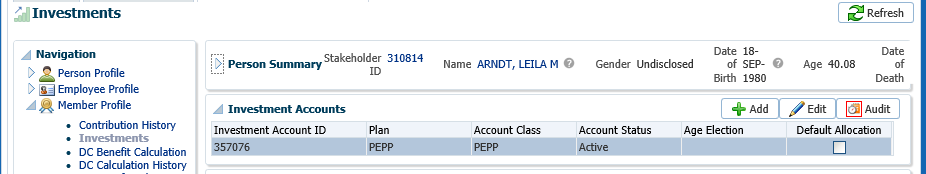 Investments
Refresh
Navigation
Person Profile
Employee Profile
Member Profile
Contribution History
Investments
DC Benefit Calculation
DC Calculation History
Person Summary Stakeholder ID 310814 Name ARNDT, LEILA M Gender Undisclosed Date of Birth 18-SEP-1980 Age 40.08 Date of Death
Investment Accounts Add Edit Audit
Investment Account ID Plan Account Class Account Status Age Election Default Allocation
357076 PEPP PEPP Active